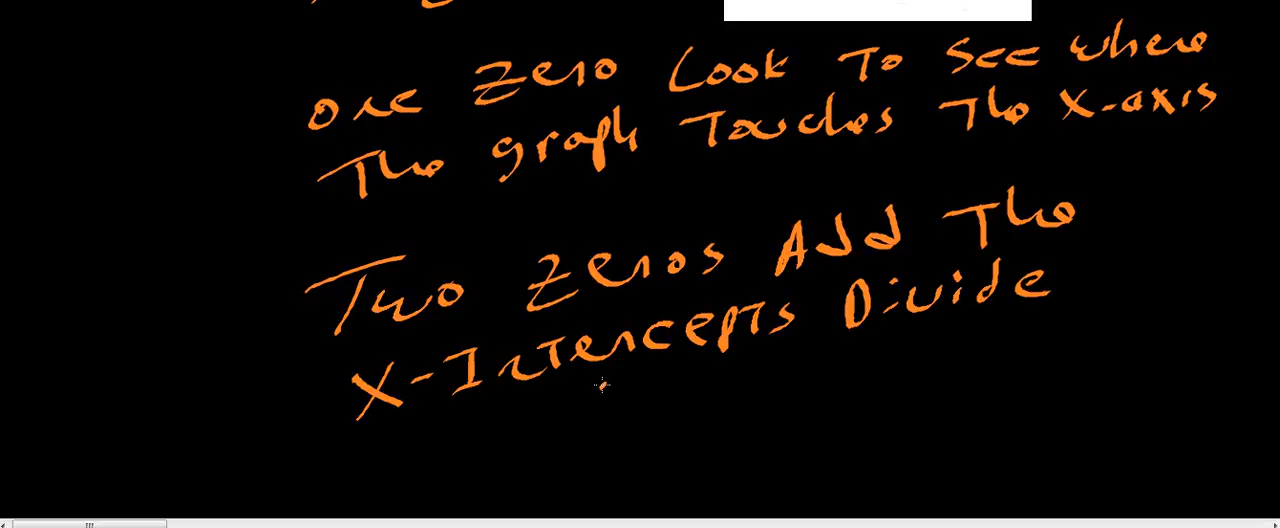 One Zero Look To See where
The graph Touches The X-axis
Two Zeros Add The
X-Intercepts Divide